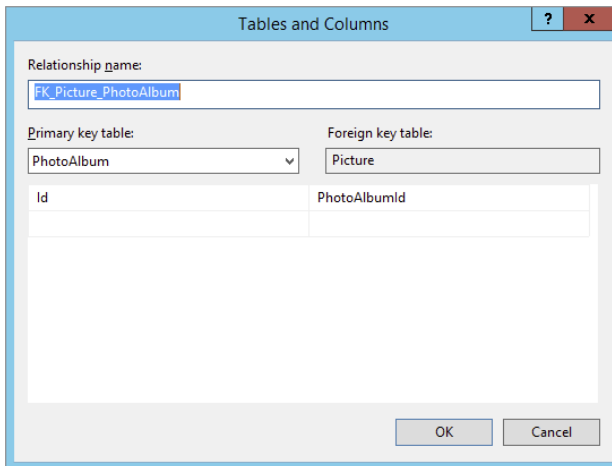 Tables and Columns
? x
Relationship name:
FK_Picture_PhotoAlbum
Primary key table:
Foreign key table:
PhotoAlbum
Picture
Id
PhotoAlbumId
OK
Cancel